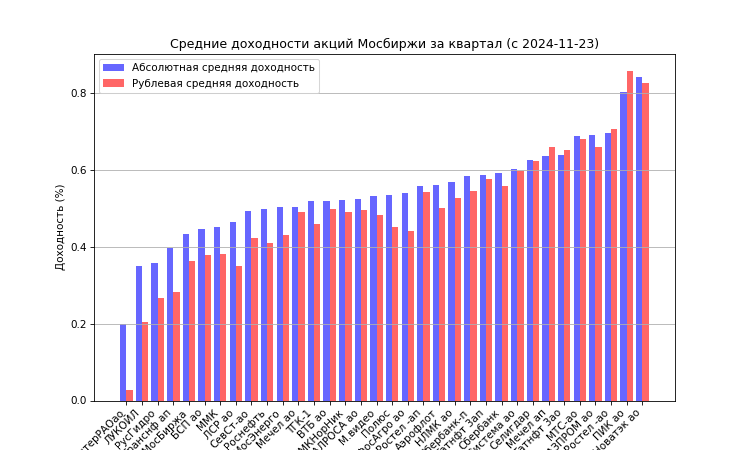 Средние доходности акций Мосбиржи за квартал (с 2024-11-23)
Абсолютная средняя доходность
Рублевая средняя доходность
Доходность (%)
0.8
0.6
0.4
0.2
0.0
ЛУКОЙЛ
РусГидро
МосБиржа
БСП ао
ММК
ЛСР ао
СевСт-ао
Роснефть
Мечел ао
ТГК-1
ВТБ ао
М.видео
Полюс
РосАгро ао
Ростел -ап
Аэрофлот
НЛМК ао
Сбербанк
Селигдар
Мечел ап
МТС-ао
Ростел -ао
ПИК ао
Новатэк ао